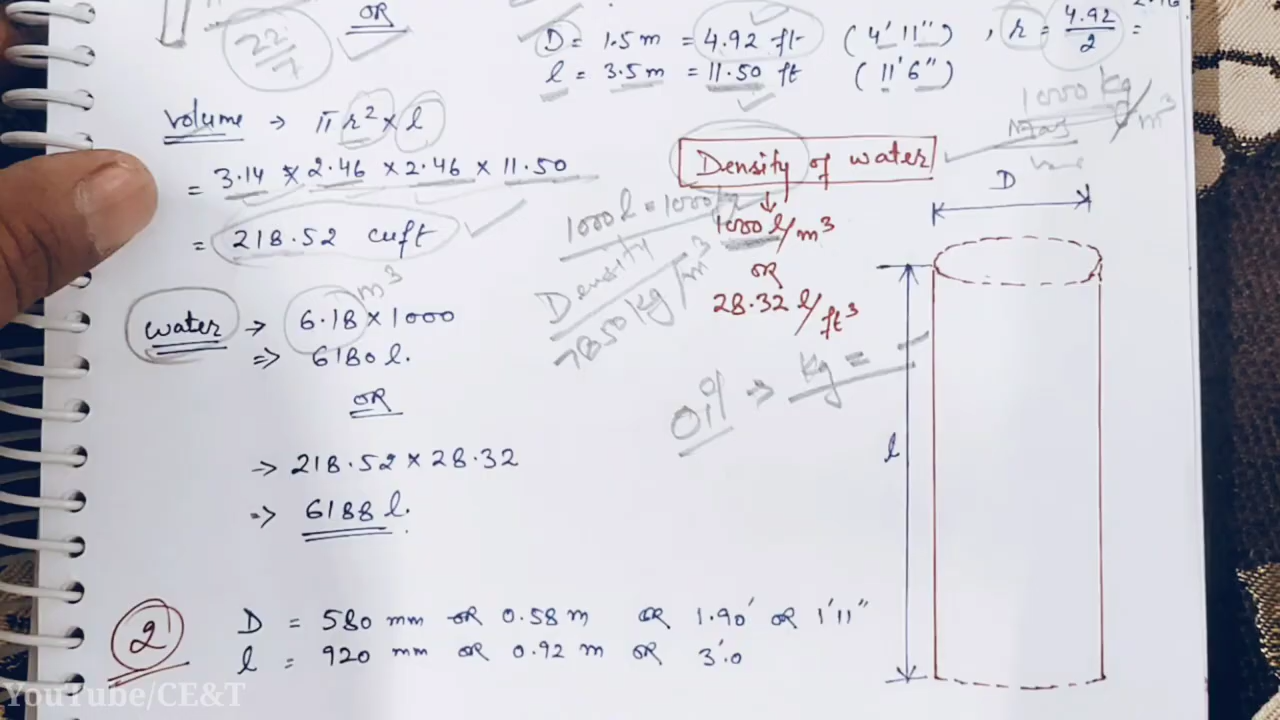 OR
22/7
D = 1.5 m = 4.92 ft (4' 11") , r = 4.92/2 =
l = 3.5 m = 11.50 ft (11' 6")
1000 kg/m³
volume → π r² × l
Density of water
= 3.14 × 2.46 × 2.46 × 11.50
D
1000 l = 1000
1000 l/m³
= 218.52 cuft
OR
Density
7850 kg/m³
28.32 l/ft³
m³
water → 6.18 × 1000
⇒ 6180 l.
oil → kg =
OR
l
→ 218.52 × 28.32
⇒ 6188 l.
2 D = 580 mm OR 0.58 m OR 1.90' OR 1'11"
l = 920 mm OR 0.92 m OR 3'.0
YouTube/CE&T